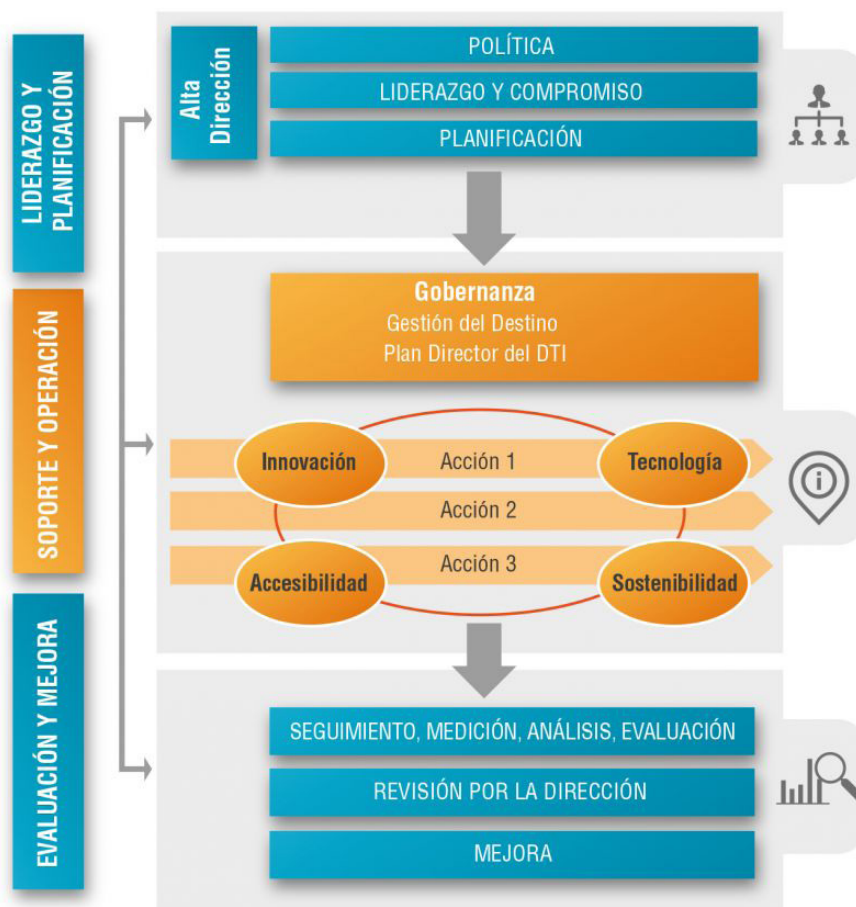 LIDERAZGO Y
PLANIFICACIÓN
Alta
Dirección
POLÍTICA
LIDERAZGO Y COMPROMISO
PLANIFICACIÓN
SOPORTE Y OPERACIÓN
Gobernanza
Gestión del Destino
Plan Director del DTI
Innovación
Acción 1
Tecnología
Acción 2
Accesibilidad
Acción 3
Sostenibilidad
EVALUACIÓN Y MEJORA
SEGUIMIENTO, MEDICIÓN, ANÁLISIS, EVALUACIÓN
REVISIÓN POR LA DIRECCIÓN
MEJORA